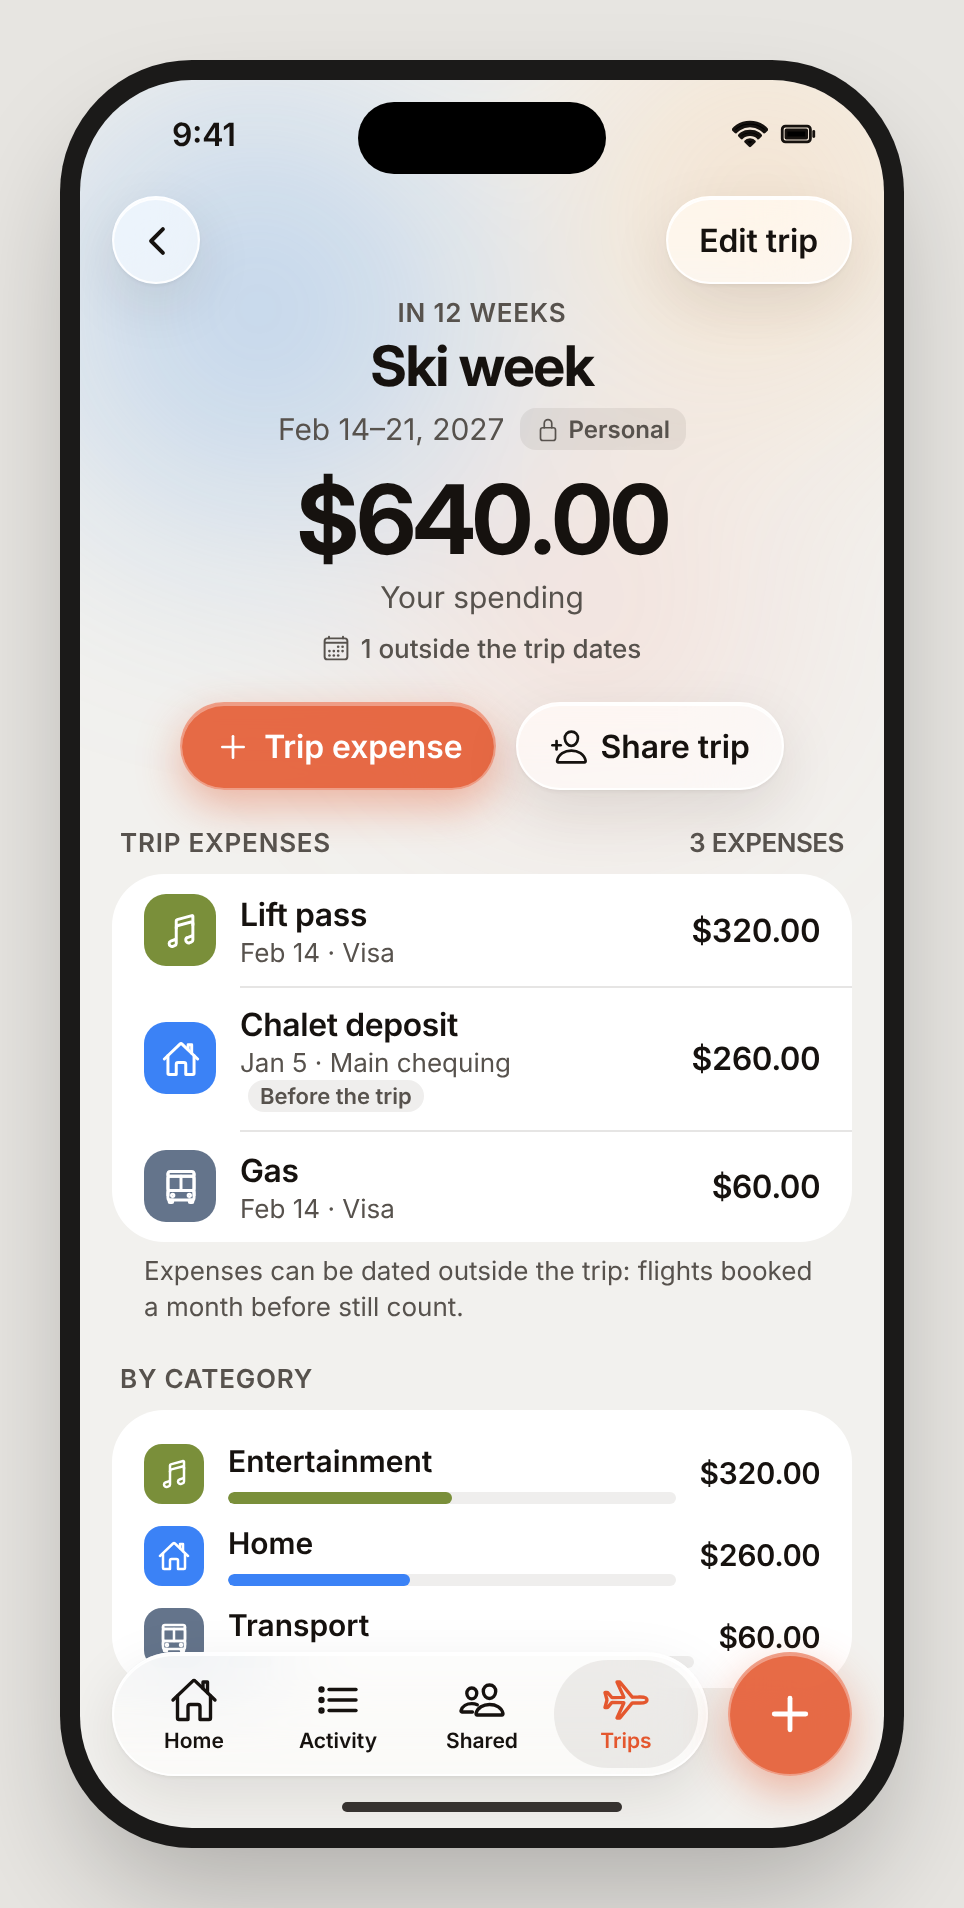 9:41
Edit trip
IN 12 WEEKS
Ski week
Feb 14–21, 2027 Personal
$640.00
Your spending
1 outside the trip dates
Trip expense Share trip
TRIP EXPENSES 3 EXPENSES
Lift pass
Feb 14 · Visa
$320.00
Chalet deposit
Jan 5 · Main chequing
Before the trip
$260.00
Gas
Feb 14 · Visa
$60.00
Expenses can be dated outside the trip: flights booked
a month before still count.
BY CATEGORY
Entertainment
$320.00
Home
$260.00
Transport
$60.00
Home Activity Shared Trips